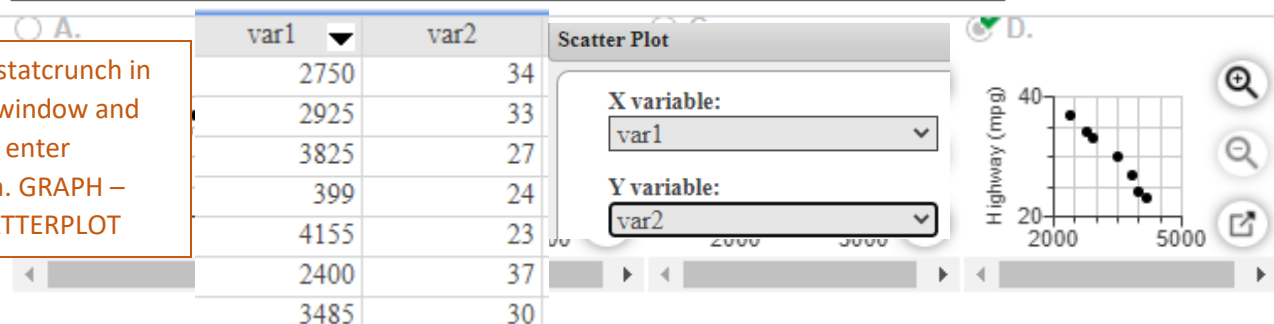 A.
statcrunch in
window and
enter
. GRAPH –
TTERPLOT
var1 var2
2750 34
2925 33
3825 27
399 24
4155 23
2400 37
3485 30
Scatter Plot
X variable:
var1
Y variable:
var2
D.
Highway (mpg)
40
20
2000 5000